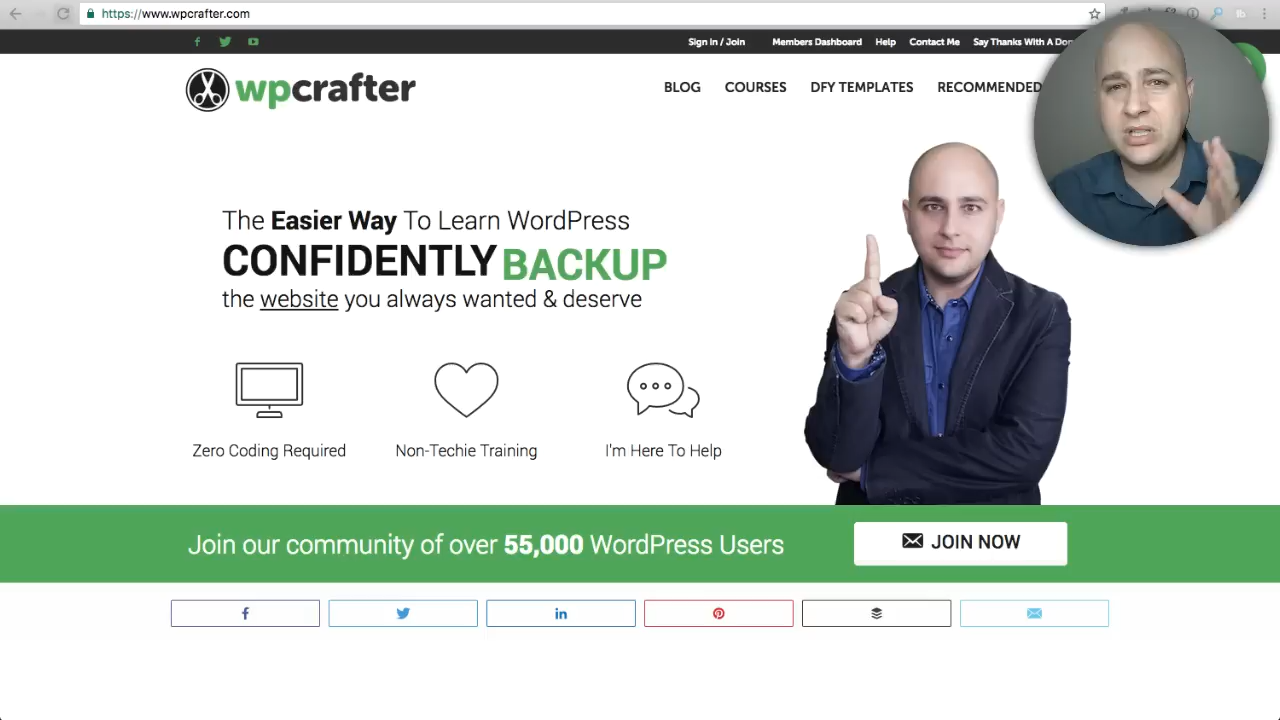 https://www.wpcrafter.com
Sign In / Join Members Dashboard Help Contact Me Say Thanks With A
wpcrafter
BLOG COURSES DFY TEMPLATES RECOMMENDED
The Easier Way To Learn WordPress
CONFIDENTLY BACKUP
the website you always wanted & deserve
Zero Coding Required Non-Techie Training I'm Here To Help
Join our community of over 55,000 WordPress Users
JOIN NOW